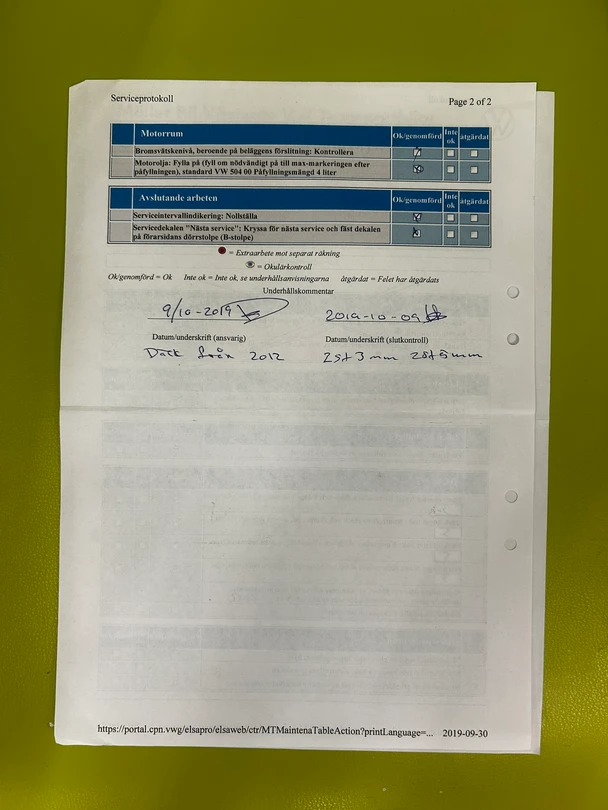 Serviceprotokoll
Page 2 of 2
Motorrum Ok/genomförd Inte ok åtgärdat
Bromsvätskenivå, beroende på beläggens förslitning: Kontrollera
Motorolja: Fylla på (fyll om nödvändigt på till max-markeringen efter
påfyllningen), standard VW 504 00 Påfyllningsmängd 4 liter
Avslutande arbeten Ok/genomförd Inte ok åtgärdat
Serviceintervallindikering: Nollställa
Servicedekalen "Nästa service": Kryssa för nästa service och fäst dekalen
på förarsidans dörrstolpe (B-stolpe)
= Extraarbete mot separat räkning
= Okulärkontroll
Ok/genomförd = Ok Inte ok = Inte ok, se underhållsanvisningarna åtgärdat = Felet har åtgärdats
Underhållskommentar
9/10-2019 2019-10-09
Datum/underskrift (ansvarig) Datum/underskrift (slutkontroll)
Däck från 2012 2st 3 mm 2st 5 mm
https://portal.cpn.vwg/elsapro/elsaweb/ctr/MTMaintenaTableAction?printLanguage=... 2019-09-30